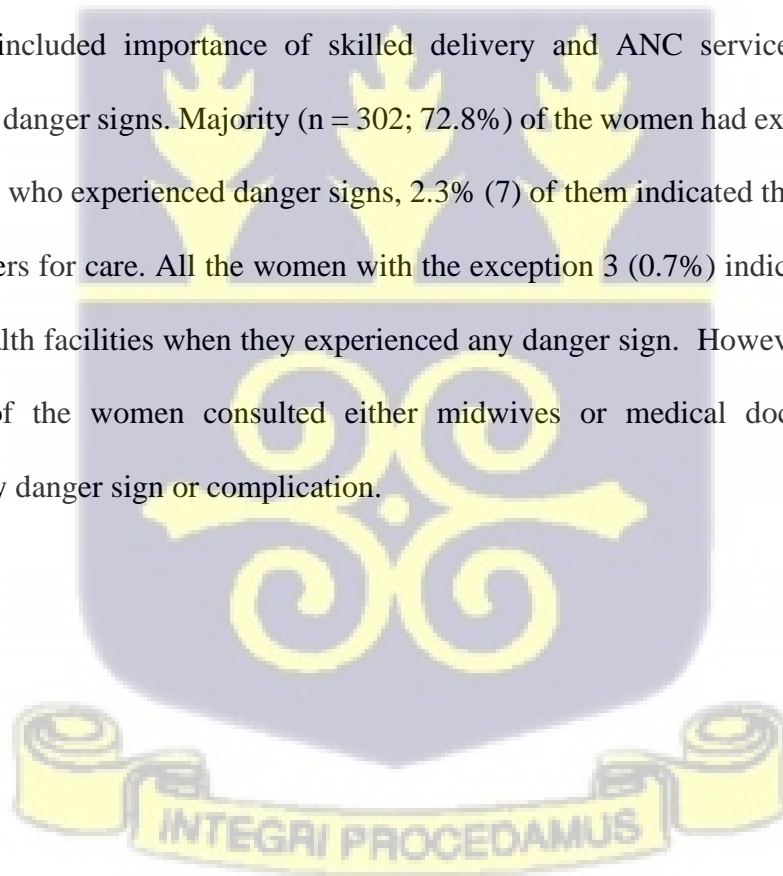 included importance of skilled delivery and ANC service
danger signs. Majority (n = 302; 72.8%) of the women had ex
who experienced danger signs, 2.3% (7) of them indicated th
ers for care. All the women with the exception 3 (0.7%) indic
alth facilities when they experienced any danger sign. Howev
of the women consulted either midwives or medical doc
y danger sign or complication.
INTEGRI PROCEDAMUS